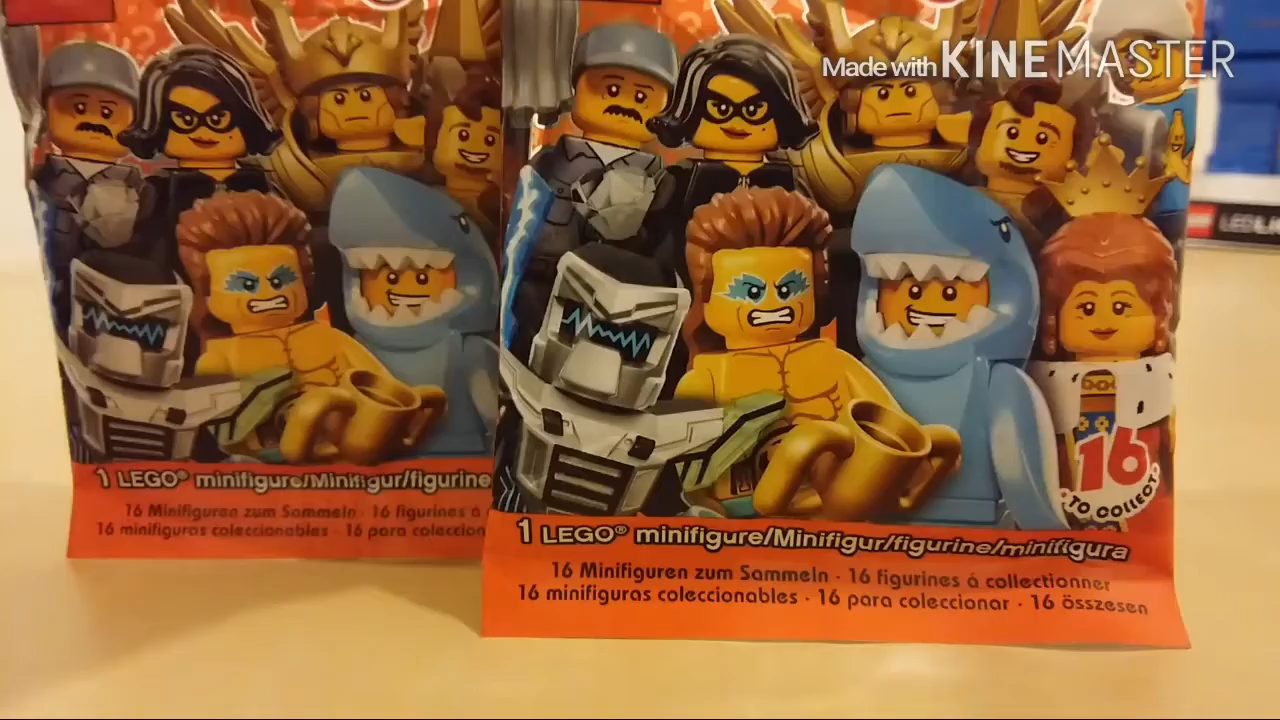 Made with KINEMASTER
16
TO COLLECT!
1 LEGO® minifigure/Minifigur/figurine
16 Minifiguren zum Sammeln · 16 figurines á
16 minifiguras coleccionables · 16 para coleccion
1 LEGO® minifigure/Minifigur/figurine/minifigura
16 Minifiguren zum Sammeln · 16 figurines á collectionner
16 minifiguras coleccionables · 16 para coleccionar · 16 összesen